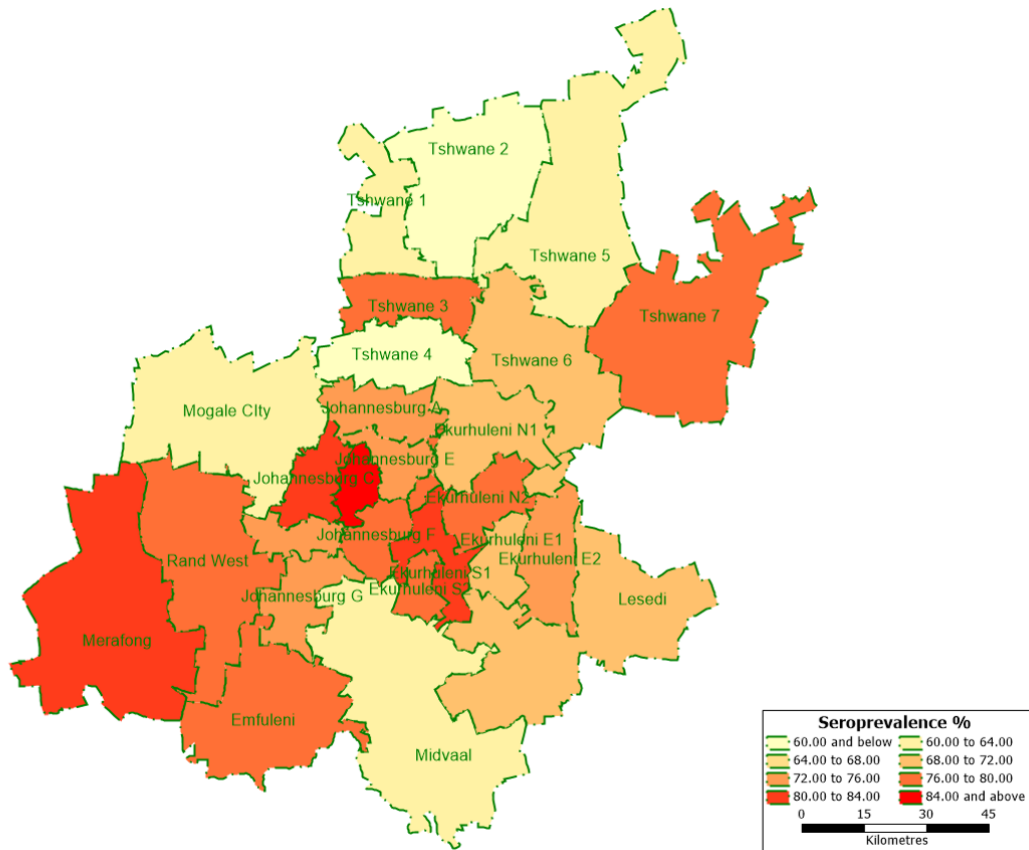 Tshwane 2
Tshwane 1
Tshwane 5
Tshwane 3
Tshwane 7
Tshwane 4
Tshwane 6
Mogale CIty
Johannesburg A
Ekurhuleni N1
Johannesburg E
Johannesburg C
Ekurhuleni N2
Johannesburg F
Ekurhuleni E1
Rand West
Ekurhuleni E2
Ekurhuleni S1
Ekurhuleni S2
Johannesburg G
Lesedi
Merafong
Emfuleni
Midvaal
Seroprevalence %
60.00 and below 60.00 to 64.00
64.00 to 68.00 68.00 to 72.00
72.00 to 76.00 76.00 to 80.00
80.00 to 84.00 84.00 and above
0 15 30 45
Kilometres